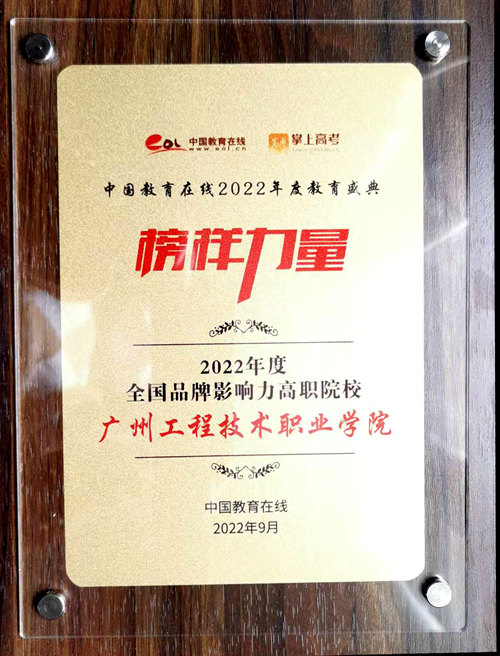 eoL 中国教育在线 掌上高考
www.eol.cn
中国教育在线2022年度教育盛典
榜样力量
2022年度
全国品牌影响力高职院校
广州工程技术职业学院
中国教育在线
2022年9月